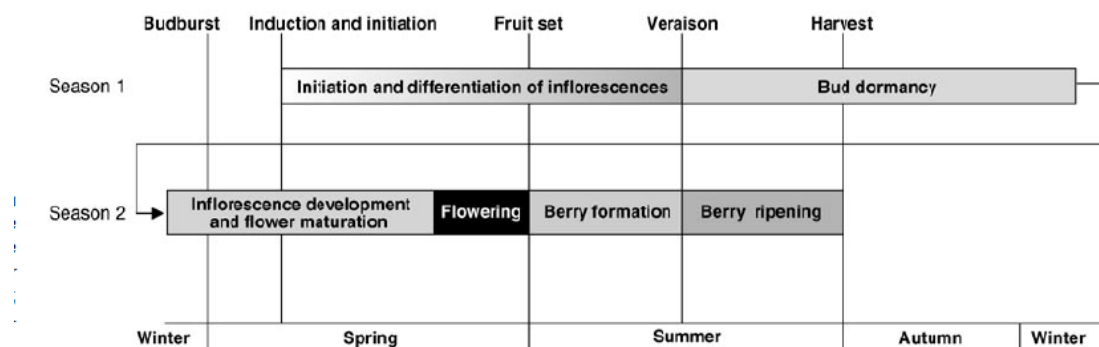 Budburst Induction and initiation Fruit set Veraison Harvest
Season 1 Initiation and differentiation of inflorescences Bud dormancy
Season 2 Inflorescence development
and flower maturation Flowering Berry formation Berry ripening
Winter Spring Summer Autumn Winter